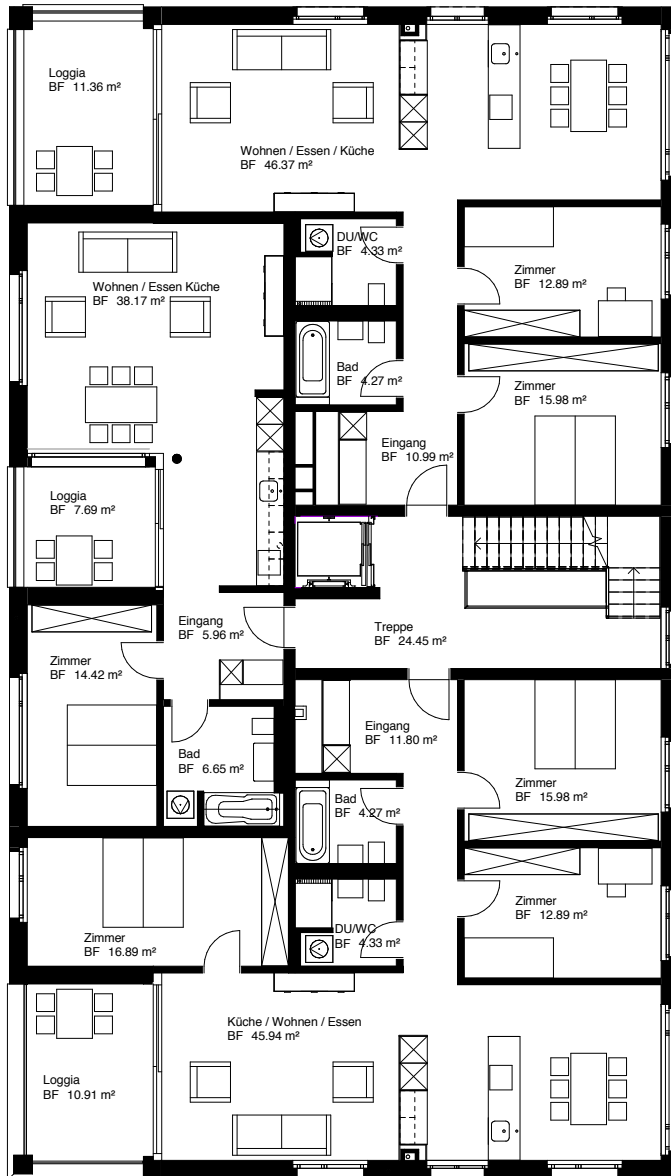 Loggia
BF 11.36 m²
Wohnen / Essen / Küche
BF 46.37 m²
DU/WC
BF 4.33 m²
Zimmer
BF 12.89 m²
Wohnen / Essen Küche
BF 38.17 m²
Bad
BF 4.27 m²
Zimmer
BF 15.98 m²
Eingang
BF 10.99 m²
Loggia
BF 7.69 m²
Eingang
BF 5.96 m²
Treppe
BF 24.45 m²
Zimmer
BF 14.42 m²
Eingang
BF 11.80 m²
Bad
BF 6.65 m²
Zimmer
BF 15.98 m²
Bad
BF 4.27 m²
Zimmer
BF 12.89 m²
DU/WC
BF 4.33 m²
Zimmer
BF 16.89 m²
Küche / Wohnen / Essen
BF 45.94 m²
Loggia
BF 10.91 m²